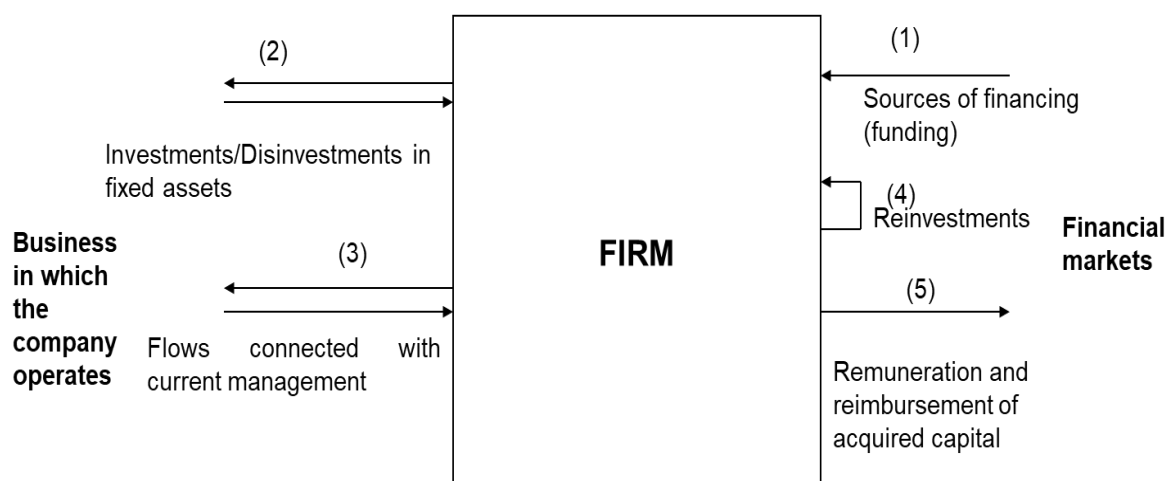 (2)
Investments/Disinvestments in
fixed assets
Business
in which
the
company
operates
(3)
Flows connected with
current management
FIRM
(1)
Sources of financing
(funding)
(4)
Reinvestments
Financial
markets
(5)
Remuneration and
reimbursement of
acquired capital